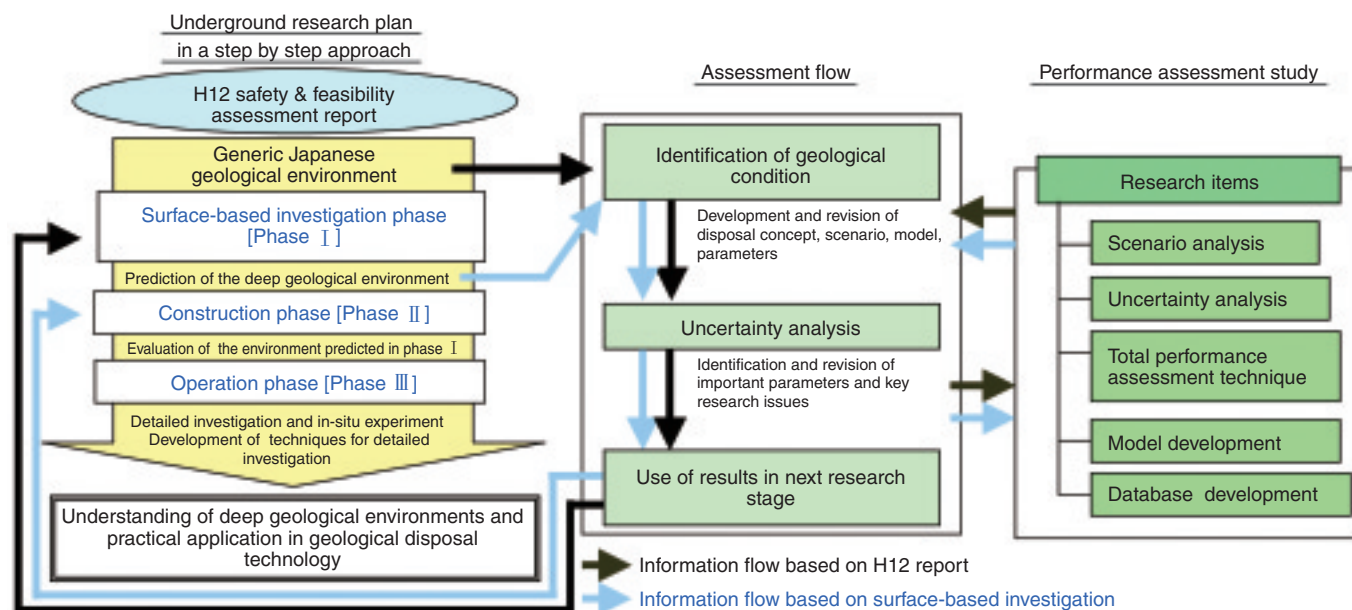 Underground research plan
in a step by step approach
H12 safety & feasibility
assessment report
Generic Japanese
geological environment
Surface-based investigation phase
[Phase Ⅰ]
Prediction of the deep geological environment
Construction phase [Phase Ⅱ]
Evaluation of the environment predicted in phase Ⅰ
Operation phase [Phase Ⅲ]
Detailed investigation and in-situ experiment
Development of techniques for detailed
investigation
Understanding of deep geological environments and
practical application in geological disposal
technology
Assessment flow
Identification of geological
condition
Development and revision of
disposal concept, scenario, model,
parameters
Uncertainty analysis
Identification and revision of
important parameters and key
research issues
Use of results in next research
stage
Information flow based on H12 report
Information flow based on surface-based investigation
Performance assessment study
Research items
Scenario analysis
Uncertainty analysis
Total performance
assessment technique
Model development
Database development